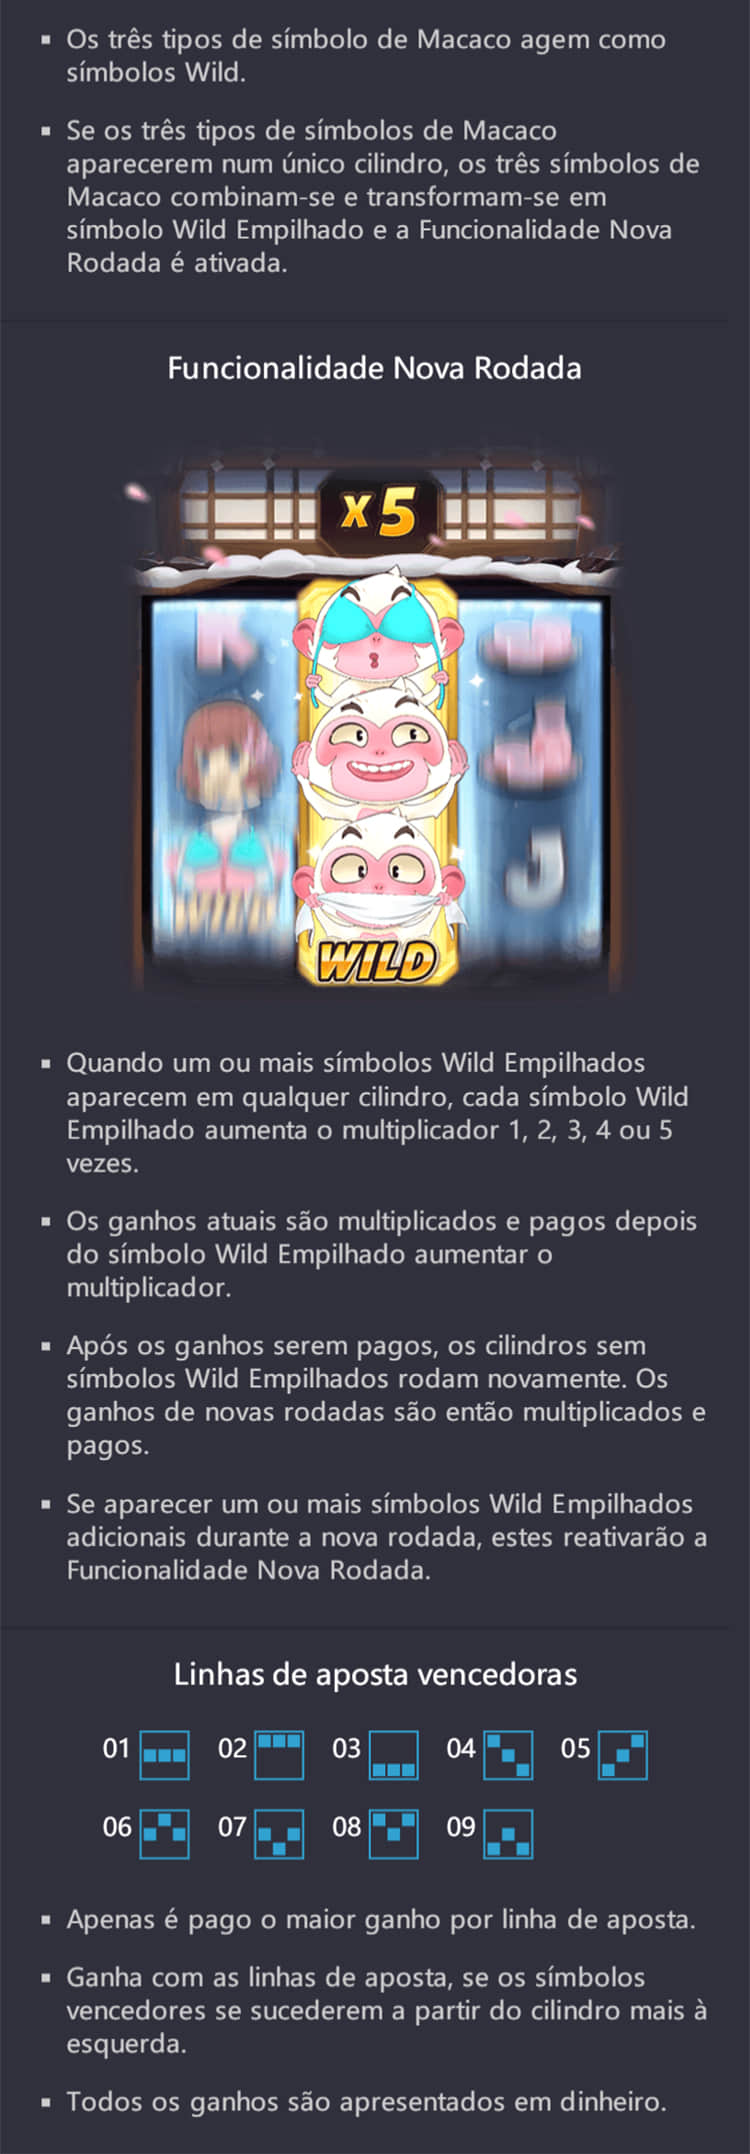 Os três tipos de símbolo de Macaco agem como
símbolos Wild.
Se os três tipos de símbolos de Macaco
aparecerem num único cilindro, os três símbolos de
Macaco combinam-se e transformam-se em
símbolo Wild Empilhado e a Funcionalidade Nova
Rodada é ativada.
Funcionalidade Nova Rodada
x5
K
J
WILD
WILD
Quando um ou mais símbolos Wild Empilhados
aparecem em qualquer cilindro, cada símbolo Wild
Empilhado aumenta o multiplicador 1, 2, 3, 4 ou 5
vezes.
Os ganhos atuais são multiplicados e pagos depois
do símbolo Wild Empilhado aumentar o
multiplicador.
Após os ganhos serem pagos, os cilindros sem
símbolos Wild Empilhados rodam novamente. Os
ganhos de novas rodadas são então multiplicados e
pagos.
Se aparecer um ou mais símbolos Wild Empilhados
adicionais durante a nova rodada, estes reativarão a
Funcionalidade Nova Rodada.
Linhas de aposta vencedoras
01 02 03 04 05
06 07 08 09
Apenas é pago o maior ganho por linha de aposta.
Ganha com as linhas de aposta, se os símbolos
vencedores se sucederem a partir do cilindro mais à
esquerda.
Todos os ganhos são apresentados em dinheiro.